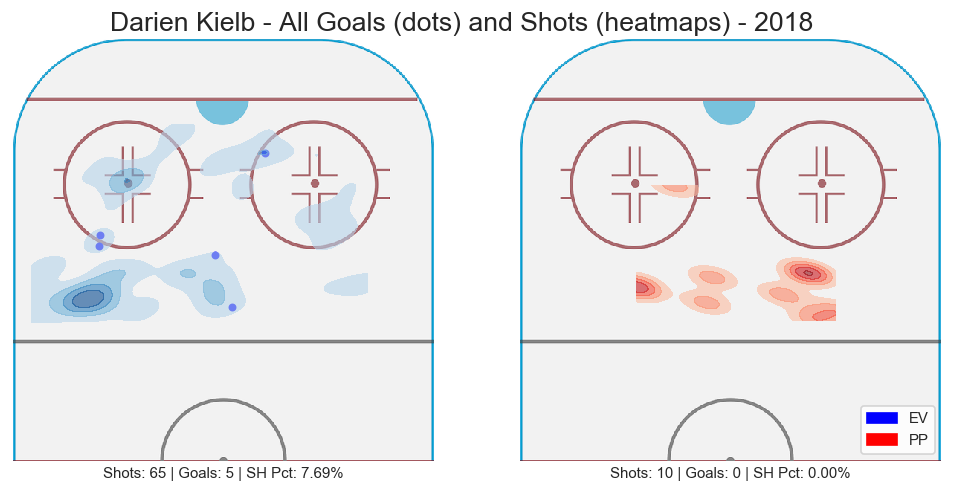 Darien Kielb - All Goals (dots) and Shots (heatmaps) - 2018
EV
PP
Shots: 65 | Goals: 5 | SH Pct: 7.69%
Shots: 10 | Goals: 0 | SH Pct: 0.00%